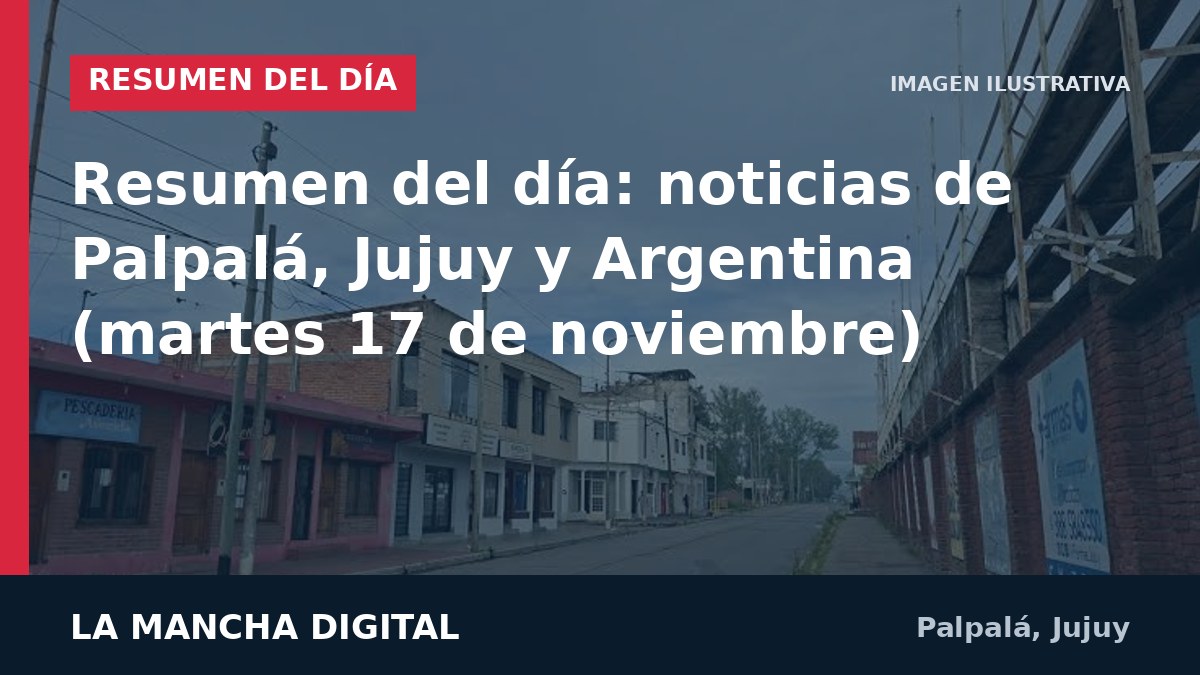 RESUMEN DEL DÍA
IMAGEN ILUSTRATIVA
Resumen del día: noticias de
Palpalá, Jujuy y Argentina
(martes 17 de noviembre)
PESCADERIA
LA MANCHA DIGITAL
Palpalá, Jujuy